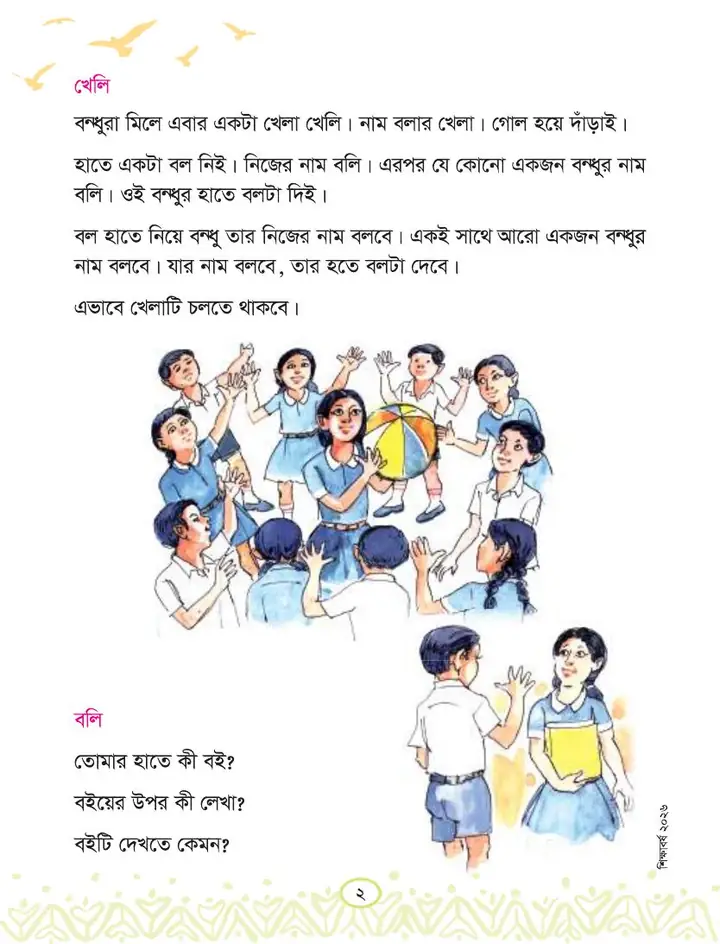 খেলি
বন্ধুরা মিলে এবার একটা খেলা খেলি। নাম বলার খেলা। গোল হয়ে দাঁড়াই।
হাতে একটা বল নিই। নিজের নাম বলি। এরপর যে কোনো একজন বন্ধুর নাম
বলি। ওই বন্ধুর হাতে বলটা দিই।
বল হাতে নিয়ে বন্ধু তার নিজের নাম বলবে। একই সাথে আরো একজন বন্ধুর
নাম বলবে। যার নাম বলবে, তার হতে বলটা দেবে।
এভাবে খেলাটি চলতে থাকবে।
বলি
তোমার হাতে কী বই?
বইয়ের উপর কী লেখা?
বইটি দেখতে কেমন?
শিক্ষাবর্ষ ২০২৬
২